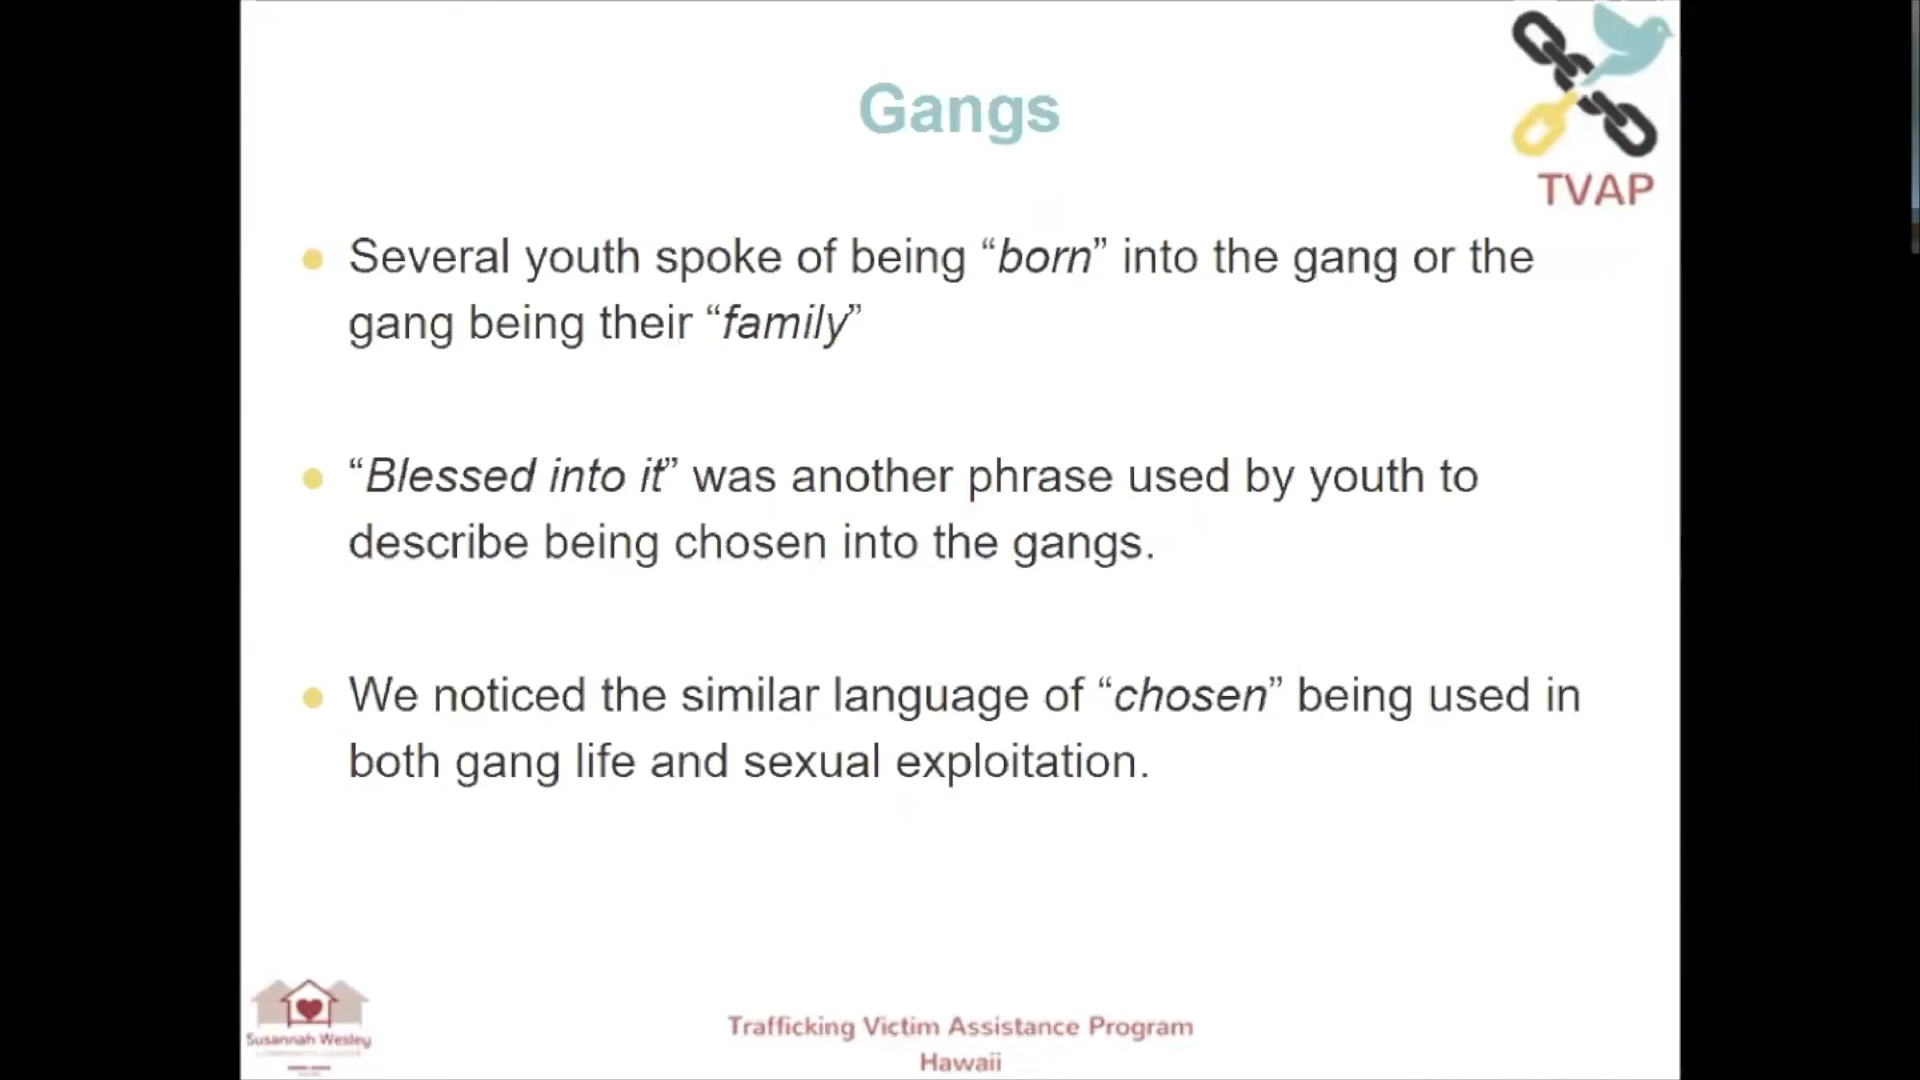 Gangs
TVAP
Several youth spoke of being “born” into the gang or the
gang being their “family”
“Blessed into it” was another phrase used by youth to
describe being chosen into the gangs.
We noticed the similar language of “chosen” being used in
both gang life and sexual exploitation.
Susannah Wesley
Trafficking Victim Assistance Program
Hawaii